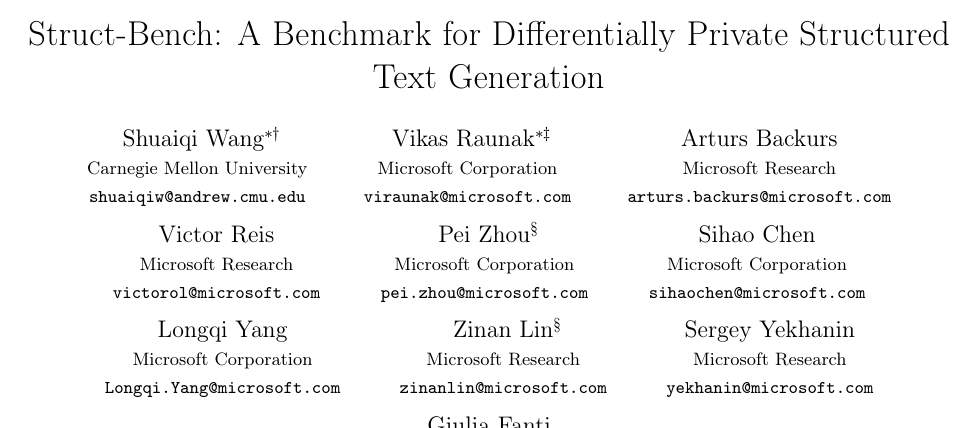 Struct-Bench: A Benchmark for Differentially Private Structured
Text Generation
Shuaiqi Wang*† Vikas Raunak*‡ Arturs Backurs
Carnegie Mellon University Microsoft Corporation Microsoft Research
shuaiqiw@andrew.cmu.edu viraunak@microsoft.com arturs.backurs@microsoft.com
Victor Reis Pei Zhou§ Sihao Chen
Microsoft Research Microsoft Corporation Microsoft Corporation
victorol@microsoft.com pei.zhou@microsoft.com sihaochen@microsoft.com
Longqi Yang Zinan Lin§ Sergey Yekhanin
Microsoft Corporation Microsoft Research Microsoft Research
Longqi.Yang@microsoft.com zinanlin@microsoft.com yekhanin@microsoft.com
Giulia Fanti